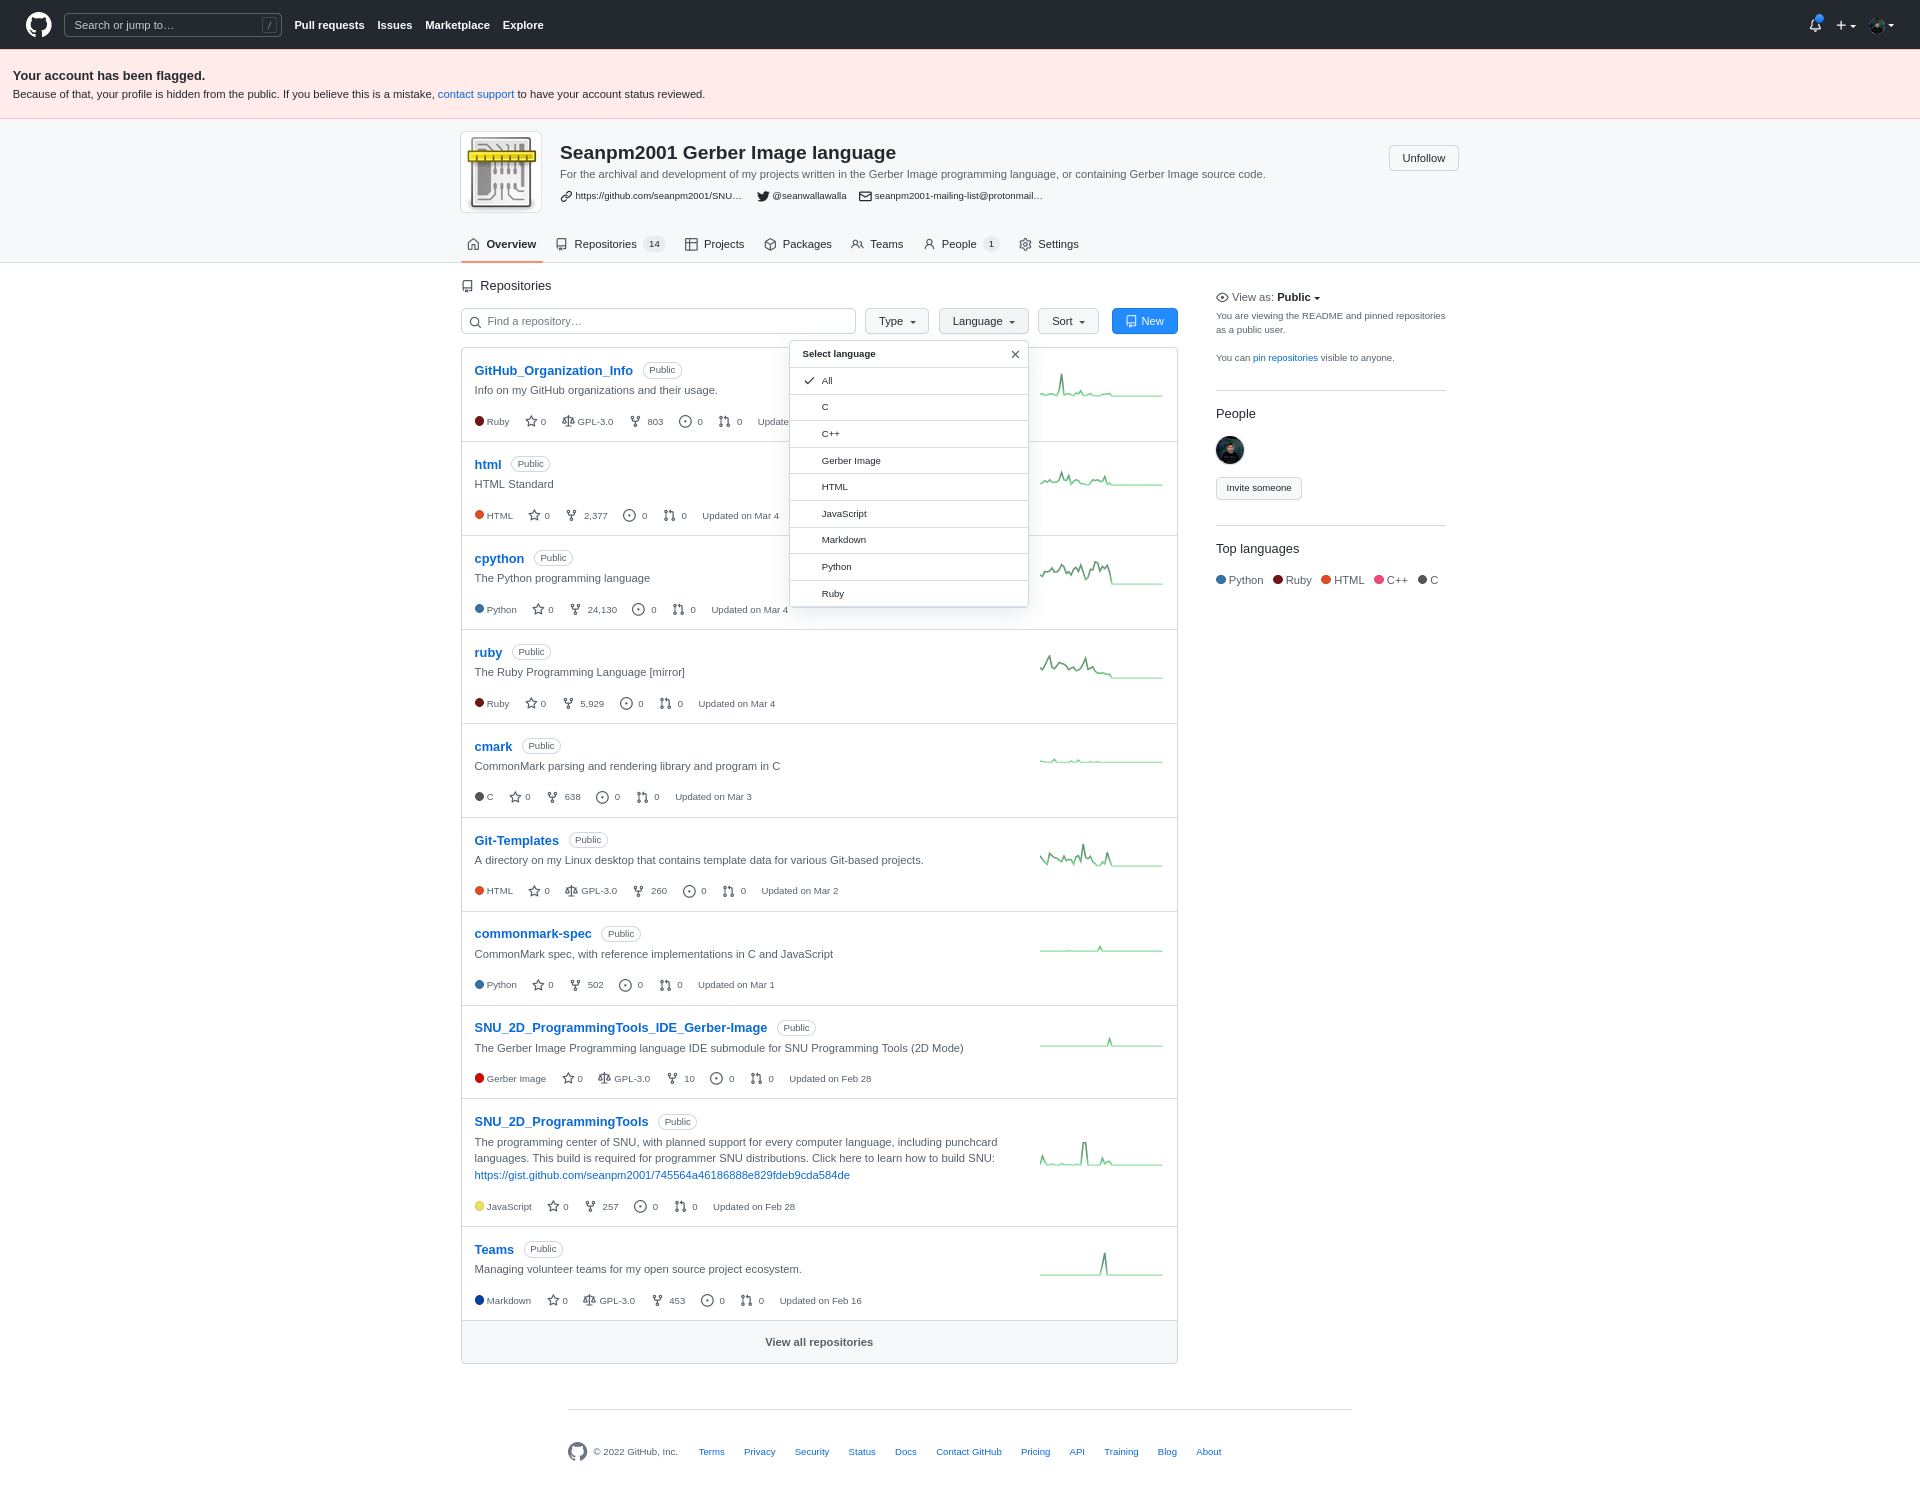 Search or jump to… /
Pull requests Issues Marketplace Explore
Your account has been flagged.
Because of that, your profile is hidden from the public. If you believe this is a mistake, contact support to have your account status reviewed.
Seanpm2001 Gerber Image language
Unfollow
For the archival and development of my projects written in the Gerber Image programming language, or containing Gerber Image source code.
https://github.com/seanpm2001/SNU… @seanwallawalla seanpm2001-mailing-list@protonmail…
Overview Repositories 14 Projects Packages Teams People 1 Settings
Repositories
Find a repository… Type Language Sort New
Select language
All
C
C++
Gerber Image
HTML
JavaScript
Markdown
Python
Ruby
GitHub_Organization_Info Public
Info on my GitHub organizations and their usage.
Ruby 0 GPL-3.0 803 0 0 Update
html Public
HTML Standard
HTML 0 2,377 0 0 Updated on Mar 4
cpython Public
The Python programming language
Python 0 24,130 0 0 Updated on Mar 4
ruby Public
The Ruby Programming Language [mirror]
Ruby 0 5,929 0 0 Updated on Mar 4
cmark Public
CommonMark parsing and rendering library and program in C
C 0 638 0 0 Updated on Mar 3
Git-Templates Public
A directory on my Linux desktop that contains template data for various Git-based projects.
HTML 0 GPL-3.0 260 0 0 Updated on Mar 2
commonmark-spec Public
CommonMark spec, with reference implementations in C and JavaScript
Python 0 502 0 0 Updated on Mar 1
SNU_2D_ProgrammingTools_IDE_Gerber-Image Public
The Gerber Image Programming language IDE submodule for SNU Programming Tools (2D Mode)
Gerber Image 0 GPL-3.0 10 0 0 Updated on Feb 28
SNU_2D_ProgrammingTools Public
The programming center of SNU, with planned support for every computer language, including punchcard
languages. This build is required for programmer SNU distributions. Click here to learn how to build SNU:
https://gist.github.com/seanpm2001/745564a46186888e829fdeb9cda584de
JavaScript 0 257 0 0 Updated on Feb 28
Teams Public
Managing volunteer teams for my open source project ecosystem.
Markdown 0 GPL-3.0 453 0 0 Updated on Feb 16
View all repositories
View as: Public
You are viewing the README and pinned repositories
as a public user.
You can pin repositories visible to anyone.
People
Invite someone
Top languages
Python Ruby HTML C++ C
© 2022 GitHub, Inc. Terms Privacy Security Status Docs Contact GitHub Pricing API Training Blog About